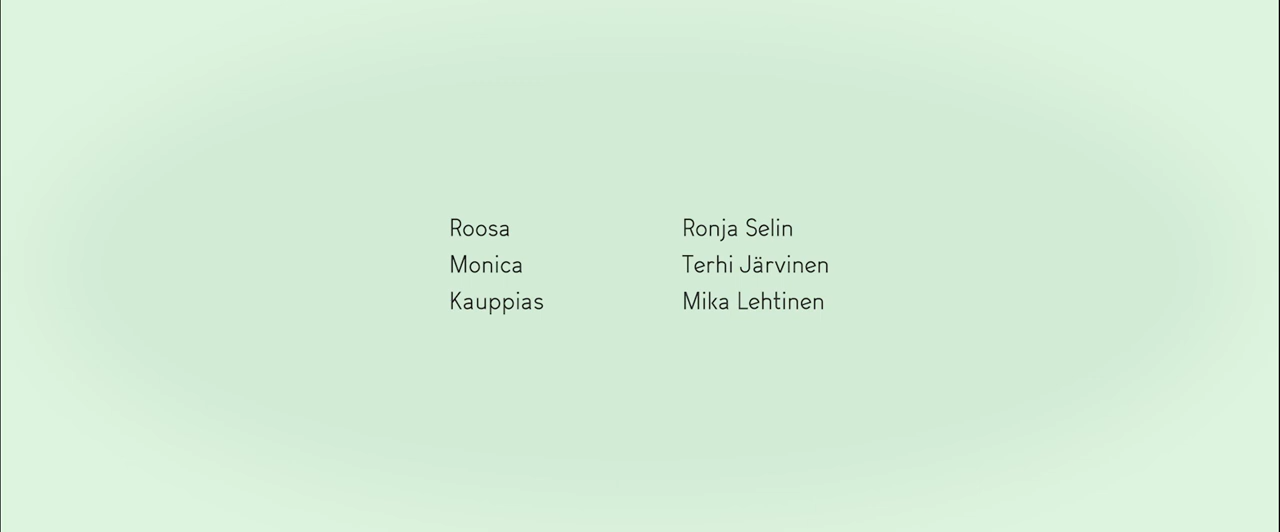 Roosa Ronja Selin
Monica Terhi Järvinen
Kauppias Mika Lehtinen